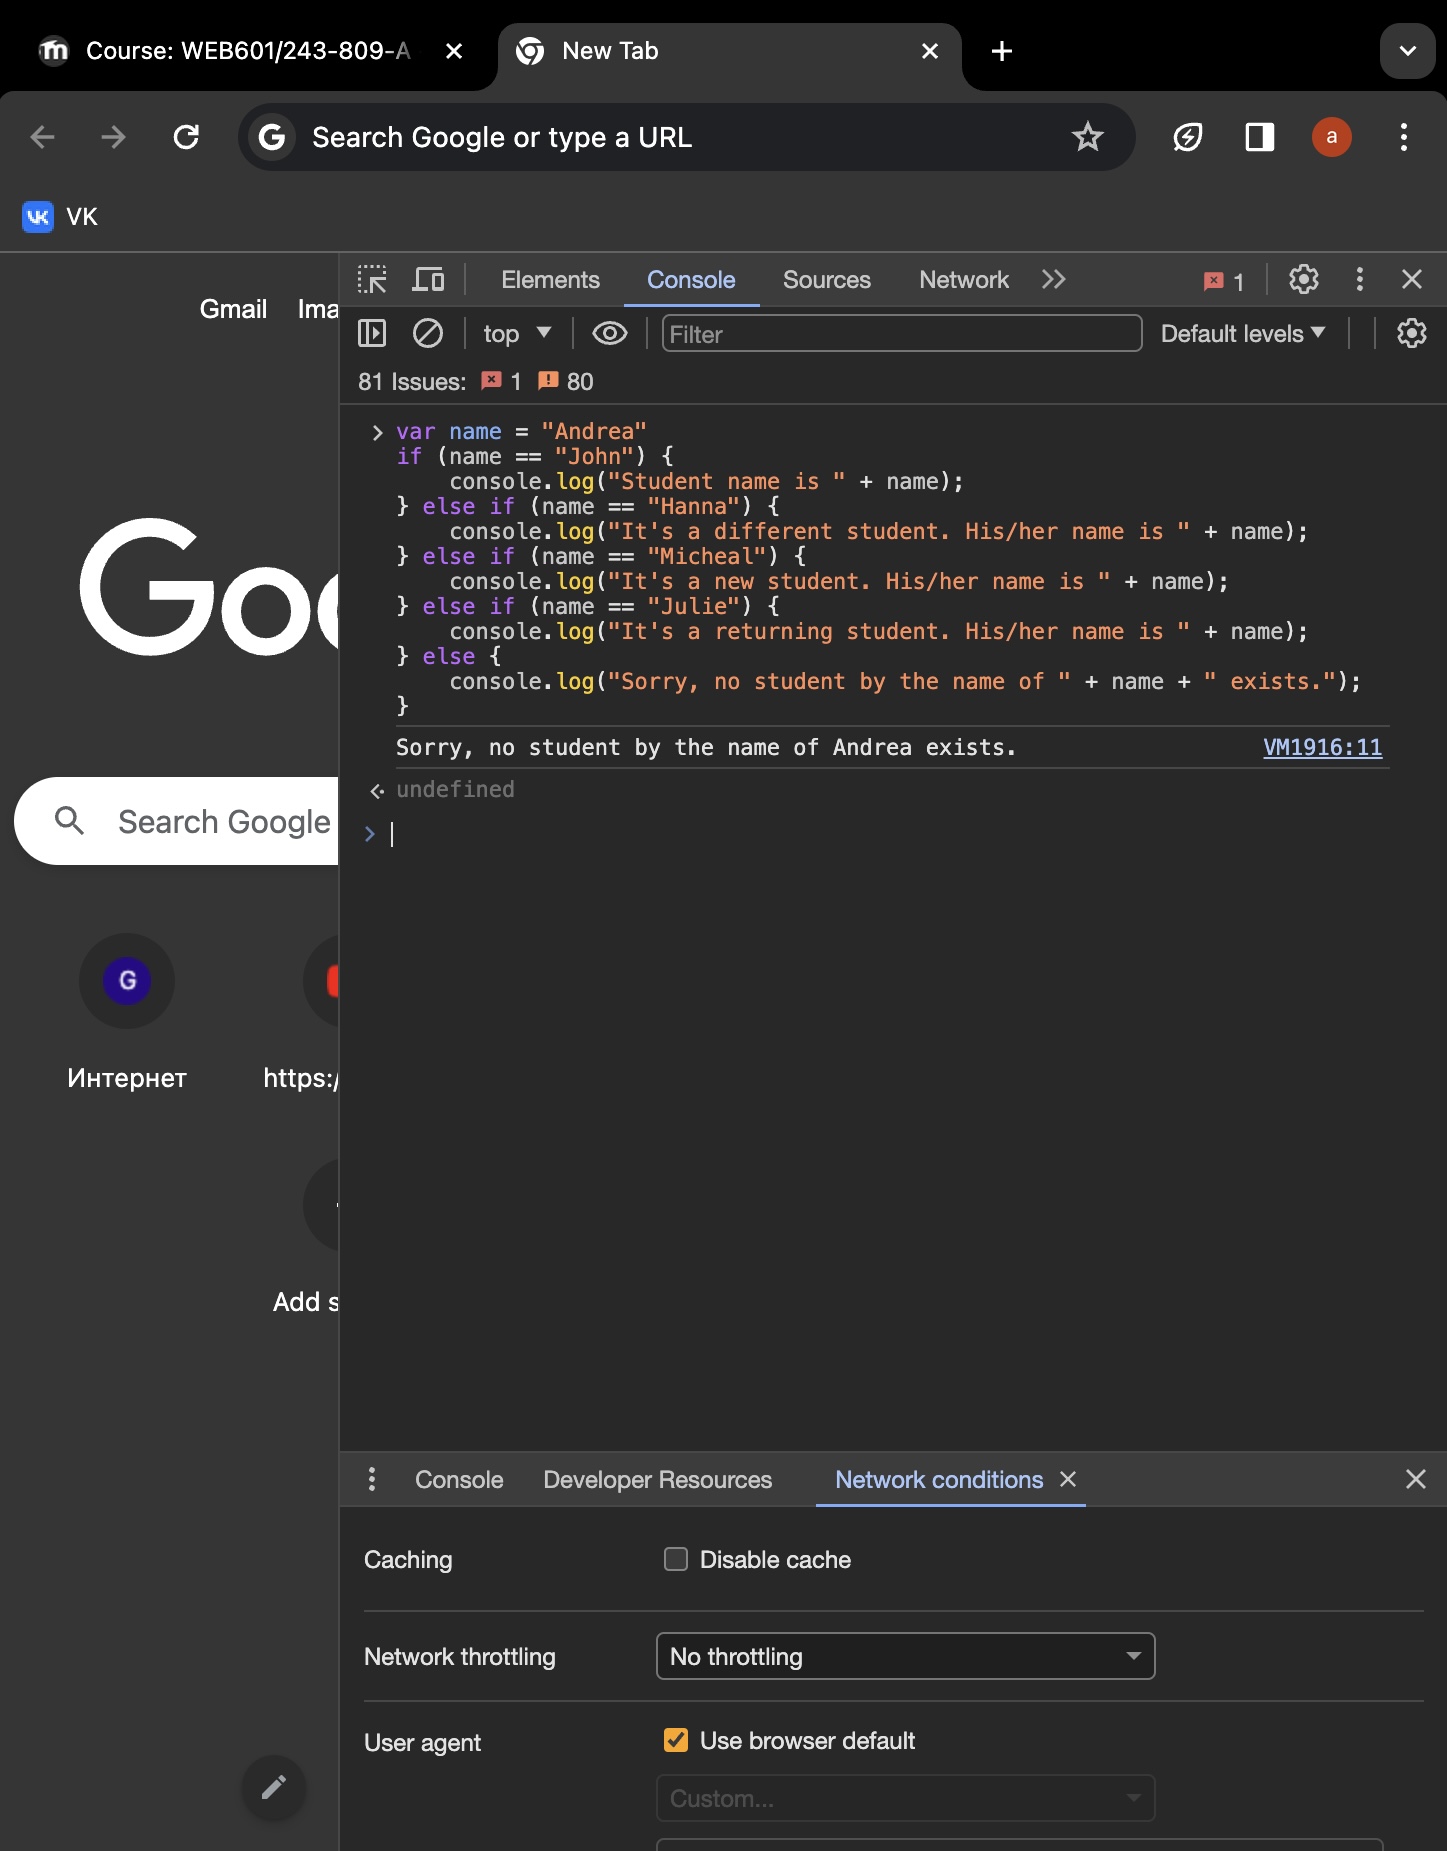 Course: WEB601/243-809-A
New Tab
Search Google or type a URL
a
VK
Gmail
Elements
Console
Sources
Network
1
top
Filter
Default levels
81 Issues:
1
80
var name = "Andrea"
if (name == "John") {
console.log("Student name is " + name);
} else if (name == "Hanna") {
console.log("It's a different student. His/her name is " + name);
} else if (name == "Micheal") {
console.log("It's a new student. His/her name is " + name);
} else if (name == "Julie") {
console.log("It's a returning student. His/her name is " + name);
} else {
console.log("Sorry, no student by the name of " + name + " exists.");
}
Sorry, no student by the name of Andrea exists.
VM1916:11
undefined
Search Google
G
Интернет
https:/
Add s
Console
Developer Resources
Network conditions
Caching
Disable cache
Network throttling
No throttling
User agent
Use browser default
Custom...